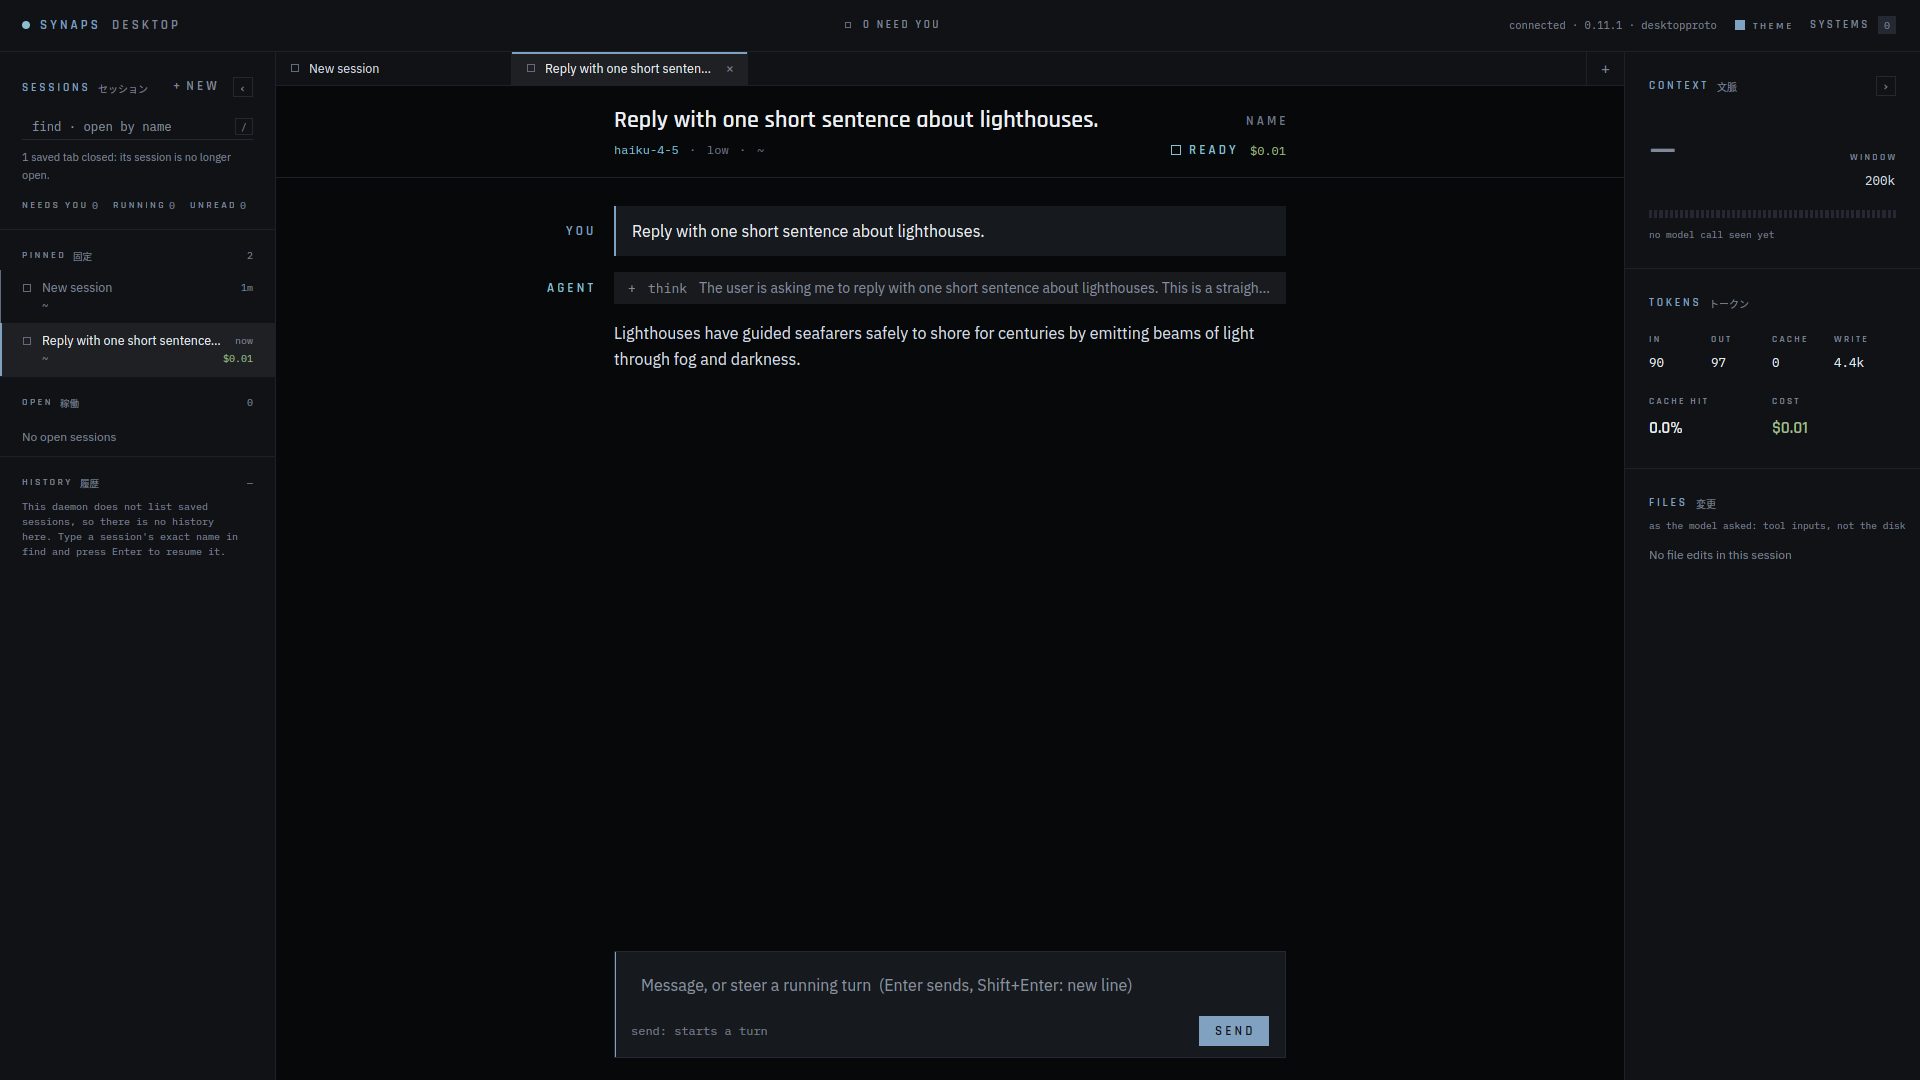 SYNAPS DESKTOP
0 NEED YOU
connected · 0.11.1 · desktopproto
THEME
SYSTEMS 0
SESSIONS セッション
+ NEW
‹
find · open by name
/
1 saved tab closed: its session is no longer
open.
NEEDS YOU 0 RUNNING 0 UNREAD 0
PINNED 固定 2
New session 1m
~
Reply with one short sentence... now
~ $0.01
OPEN 稼働 0
No open sessions
HISTORY 履歴 –
This daemon does not list saved
sessions, so there is no history
here. Type a session's exact name in
find and press Enter to resume it.
New session
Reply with one short senten... ×
+
Reply with one short sentence about lighthouses.
NAME
haiku-4-5 · low · ~
READY $0.01
YOU
Reply with one short sentence about lighthouses.
AGENT
+ think The user is asking me to reply with one short sentence about lighthouses. This is a straigh...
Lighthouses have guided seafarers safely to shore for centuries by emitting beams of light
through fog and darkness.
Message, or steer a running turn (Enter sends, Shift+Enter: new line)
send: starts a turn
SEND
CONTEXT 文脈
›
—
WINDOW
200k
no model call seen yet
TOKENS トークン
IN OUT CACHE WRITE
90 97 0 4.4k
CACHE HIT COST
0.0% $0.01
FILES 変更
as the model asked: tool inputs, not the disk
No file edits in this session